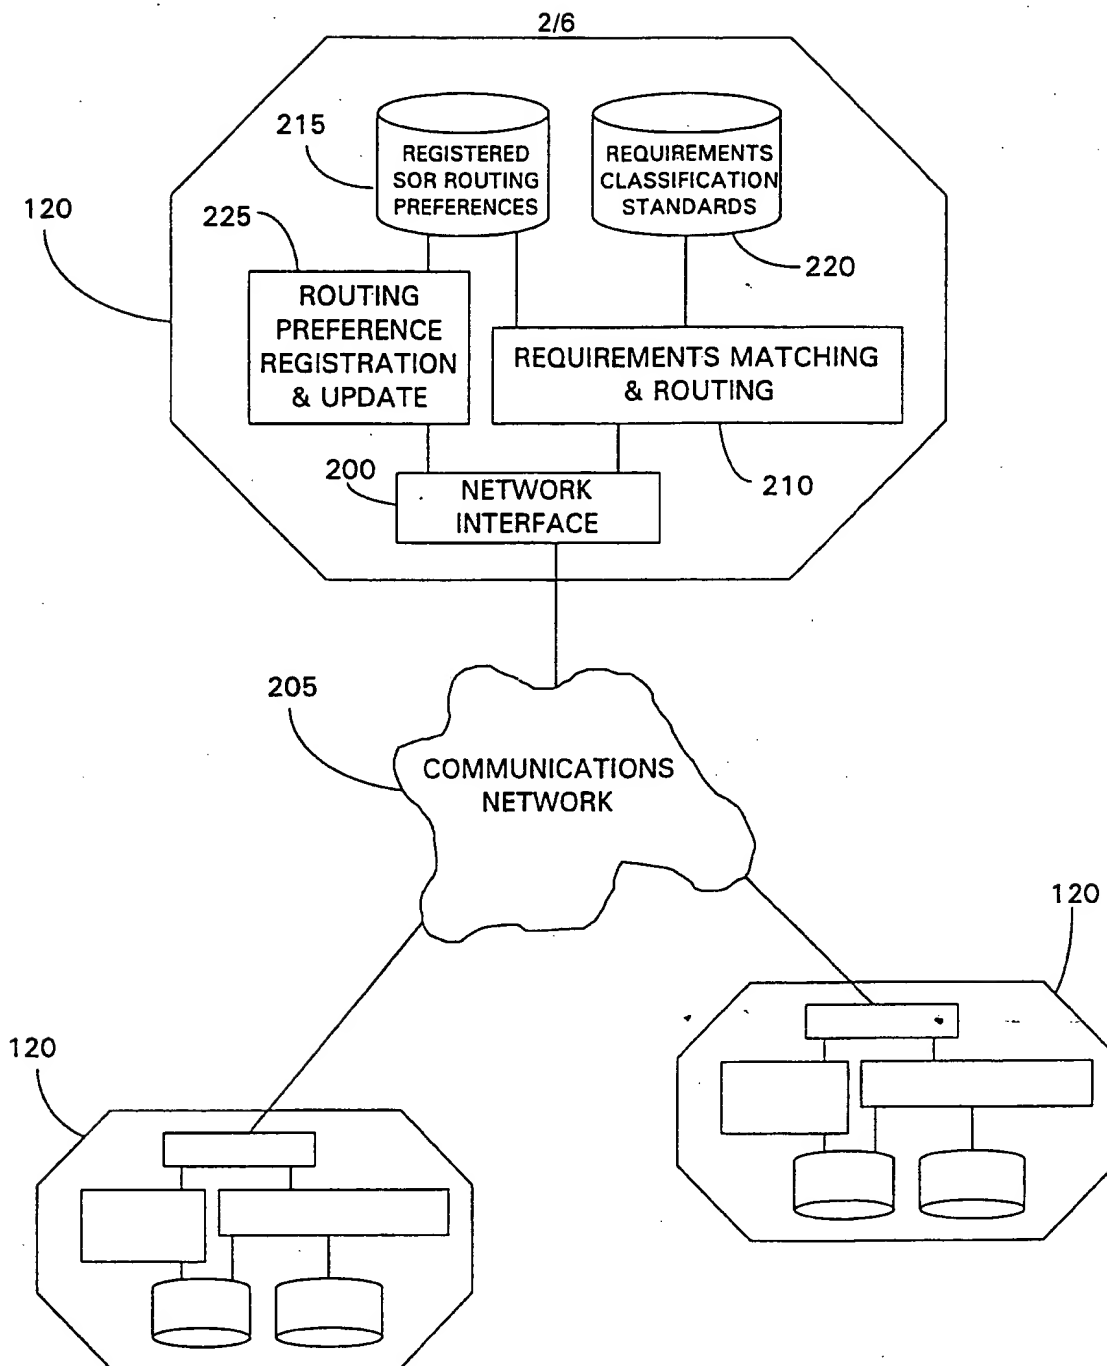 2/6
215
REGISTERED
SOR ROUTING
PREFERENCES
REQUIREMENTS
CLASSIFICATION
STANDARDS
120
225
220
ROUTING
PREFERENCE
REGISTRATION
& UPDATE
REQUIREMENTS MATCHING
& ROUTING
200
210
NETWORK
INTERFACE
205
COMMUNICATIONS
NETWORK
120
120